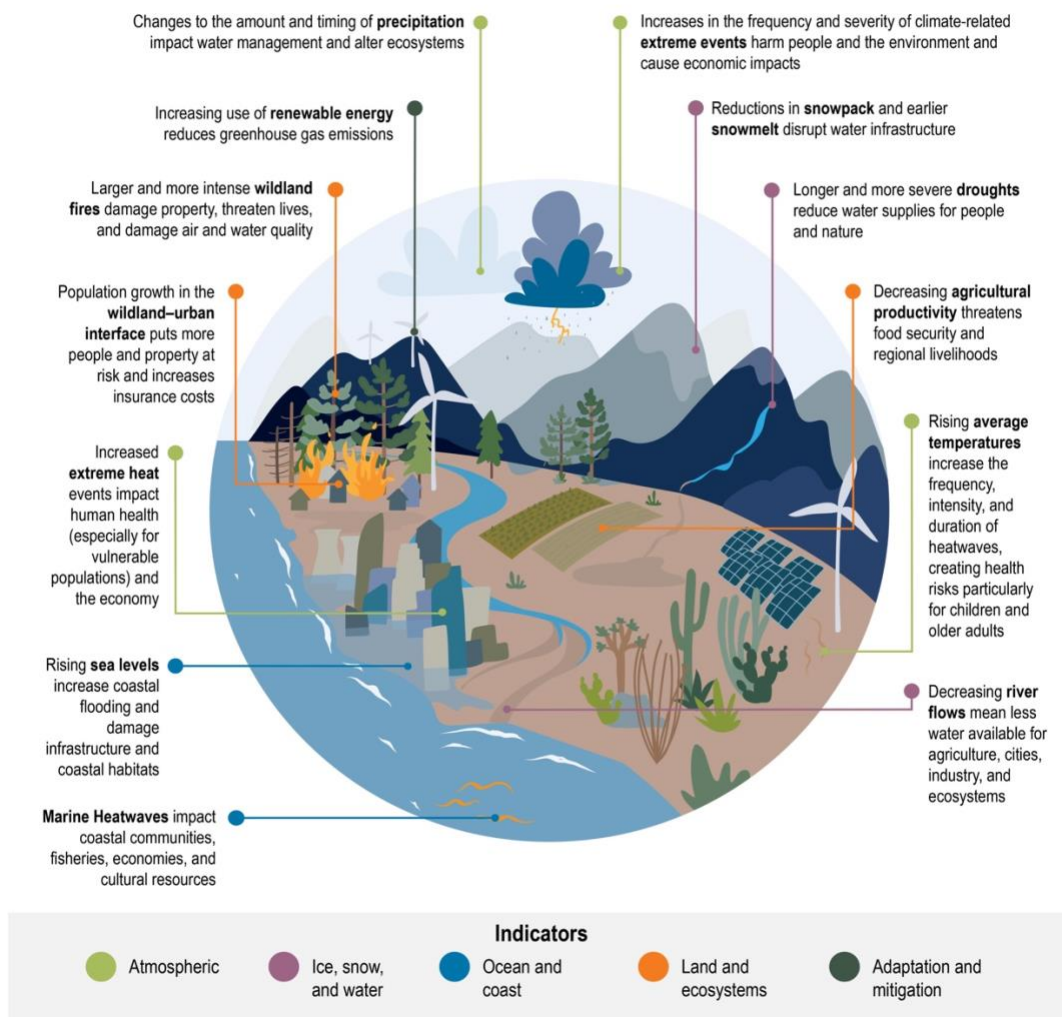 Changes to the amount and timing of precipitation
impact water management and alter ecosystems
Increases in the frequency and severity of climate-related
extreme events harm people and the environment and
cause economic impacts
Increasing use of renewable energy
reduces greenhouse gas emissions
Reductions in snowpack and earlier
snowmelt disrupt water infrastructure
Larger and more intense wildland
fires damage property, threaten lives,
and damage air and water quality
Longer and more severe droughts
reduce water supplies for people
and nature
Population growth in the
wildland–urban
interface puts more
people and property at
risk and increases
insurance costs
Decreasing agricultural
productivity threatens
food security and
regional livelihoods
Increased
extreme heat
events impact
human health
(especially for
vulnerable
populations) and
the economy
Rising average
temperatures
increase the
frequency,
intensity, and
duration of
heatwaves,
creating health
risks particularly
for children and
older adults
Rising sea levels
increase coastal
flooding and
damage
infrastructure and
coastal habitats
Decreasing river
flows mean less
water available for
agriculture, cities,
industry, and
ecosystems
Marine Heatwaves impact
coastal communities,
fisheries, economies, and
cultural resources
Indicators
Atmospheric
Ice, snow,
and water
Ocean and
coast
Land and
ecosystems
Adaptation and
mitigation